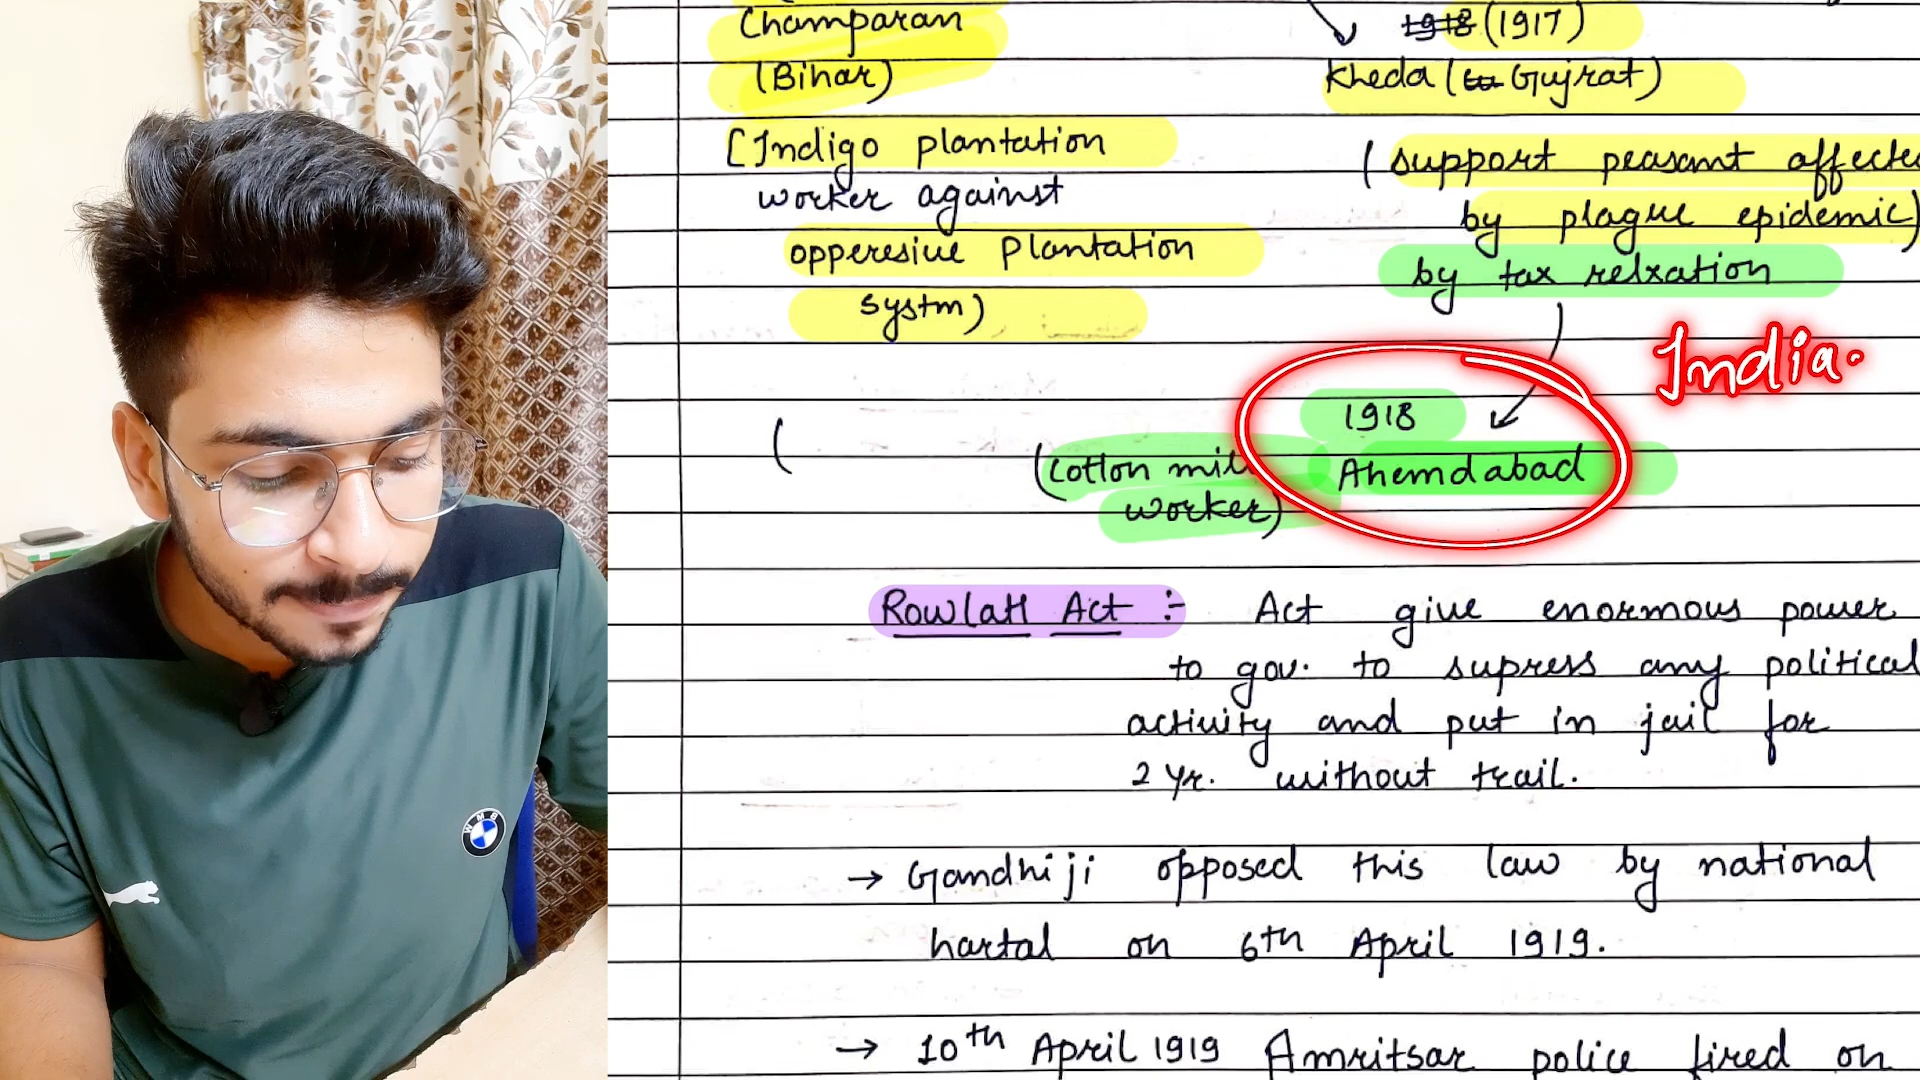 Champaran
(Bihar)
[Indigo plantation
worker against
opperesive Plantation
systm)
1918 (1917)
Kheda (to Gujrat)
(support peasant affecte
by plague epidemic)
by tax relxation
India.
1918
Ahemdabad
(
(cotton mil
worker)
Rowlatt Act :- Act give enormous power
to gov. to supress any political
activity and put in jail for
2 yr. without trail.
→ Gandhiji opposed this law by national
hartal on 6th April 1919.
→ 10th April 1919 Amritsar police fired on
BMW